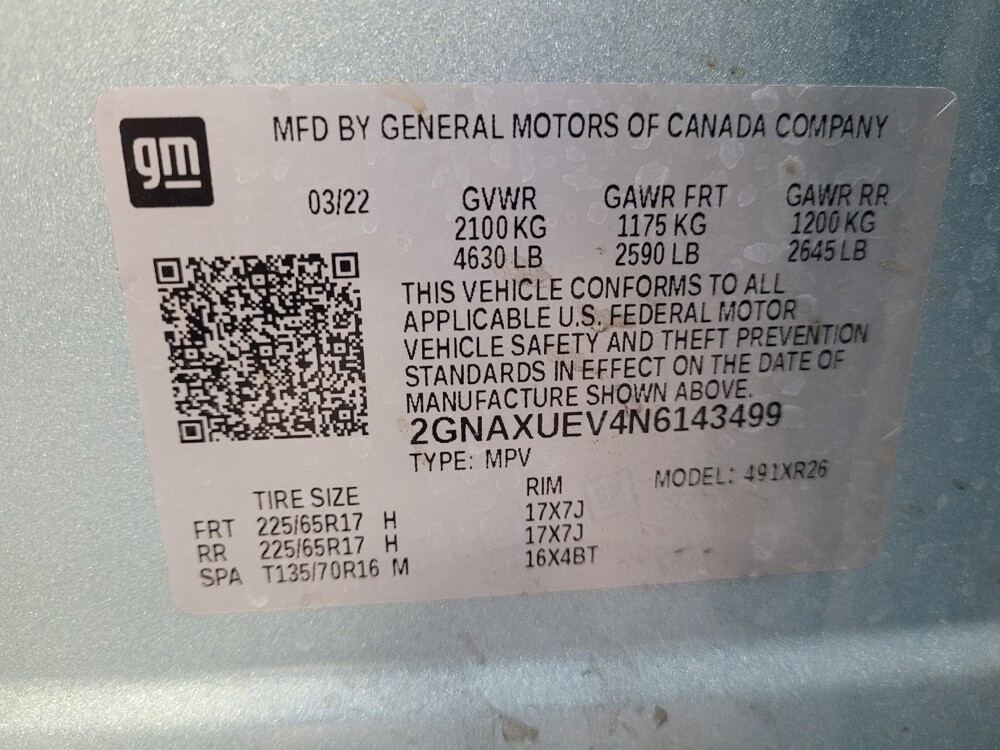 gm
MFD BY GENERAL MOTORS OF CANADA COMPANY
03/22 GVWR GAWR FRT GAWR RR
2100 KG 1175 KG 1200 KG
4630 LB 2590 LB 2645 LB
THIS VEHICLE CONFORMS TO ALL
APPLICABLE U.S. FEDERAL MOTOR
VEHICLE SAFETY AND THEFT PREVENTION
STANDARDS IN EFFECT ON THE DATE OF
MANUFACTURE SHOWN ABOVE.
2GNAXUEV4N6143499
TYPE: MPV MODEL: 491XR26
TIRE SIZE RIM
FRT 225/65R17 H 17X7J
RR 225/65R17 H 17X7J
SPA T135/70R16 M 16X4BT